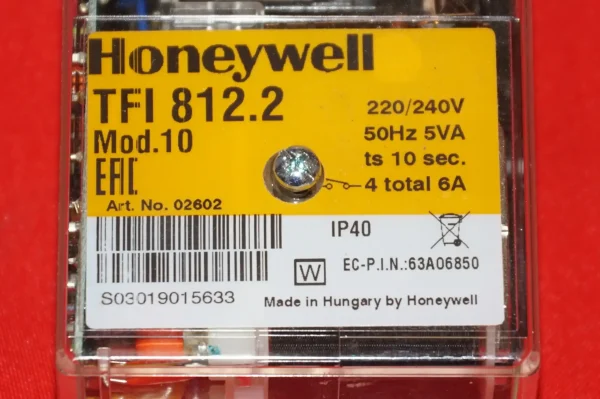 Honeywell
TFI 812.2
Mod.10
EAC
Art. No. 02602
220/240V
50Hz 5VA
ts 10 sec.
4 total 6A
IP40
W
EC-P.I.N.:63A06850
S03019015633
Made in Hungary by Honeywell